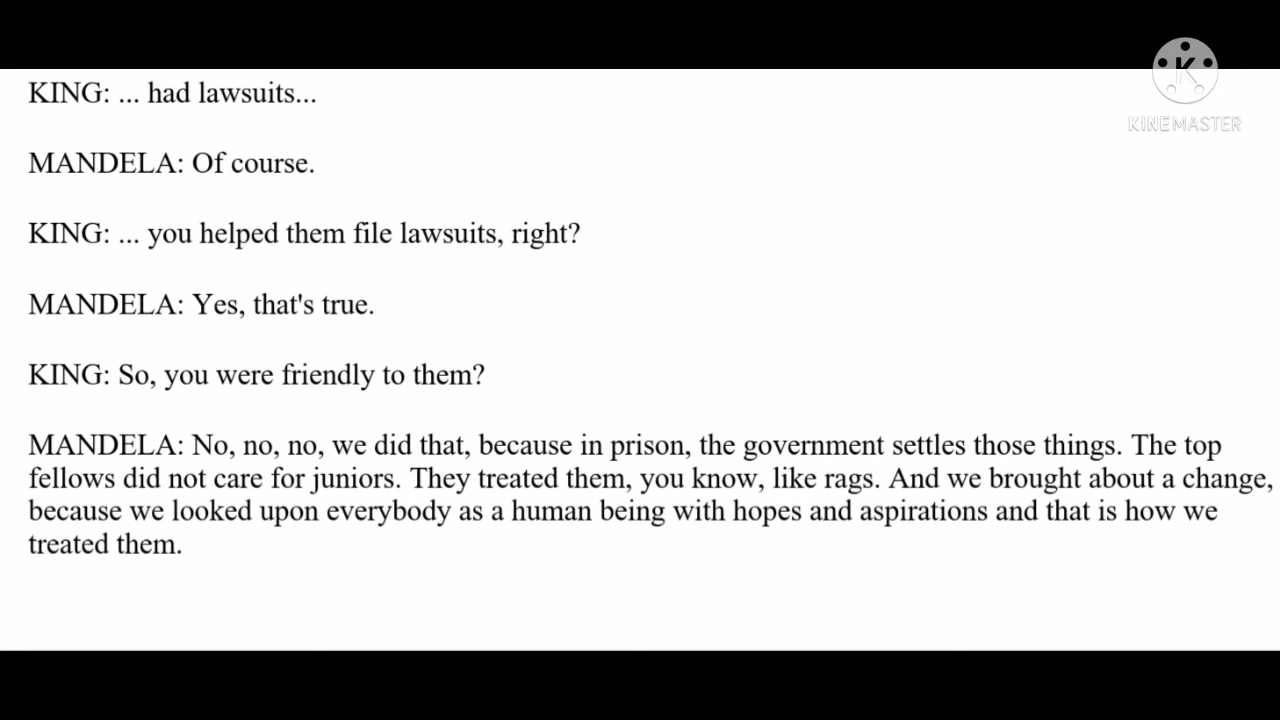 KING: ... had lawsuits...
KINEMASTER
MANDELA: Of course.
KING: ... you helped them file lawsuits, right?
MANDELA: Yes, that's true.
KING: So, you were friendly to them?
MANDELA: No, no, no, we did that, because in prison, the government settles those things. The top
fellows did not care for juniors. They treated them, you know, like rags. And we brought about a change,
because we looked upon everybody as a human being with hopes and aspirations and that is how we
treated them.